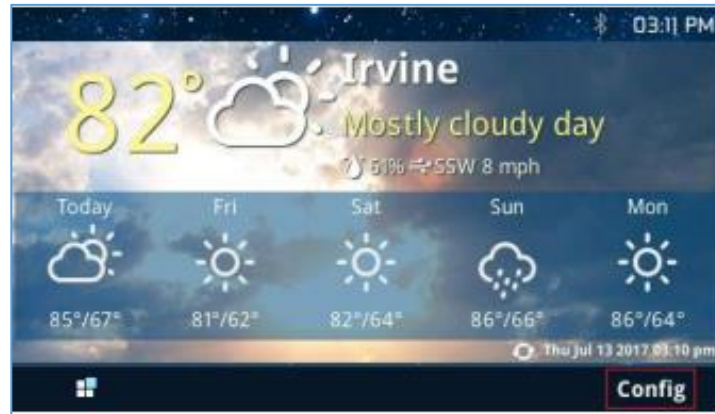 03:11 PM
82°
Irvine
Mostly cloudy day
61% SSW 8 mph
Today Fri Sat Sun Mon
85°/67° 81°/62° 82°/64° 86°/66° 86°/64°
Thu Jul 13 2017 03:10 pm
Config